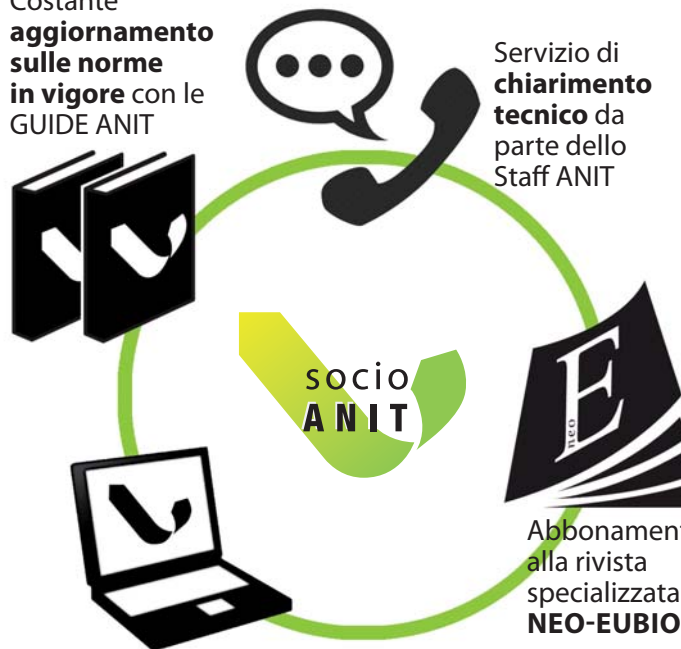 Costante
aggiornamento
sulle norme
in vigore con le
GUIDE ANIT
Servizio di
chiarimento
tecnico da
parte dello
Staff ANIT
socio
ANIT
neo
E
Abbonament
alla rivista
specializzata
NEO-EUBIO